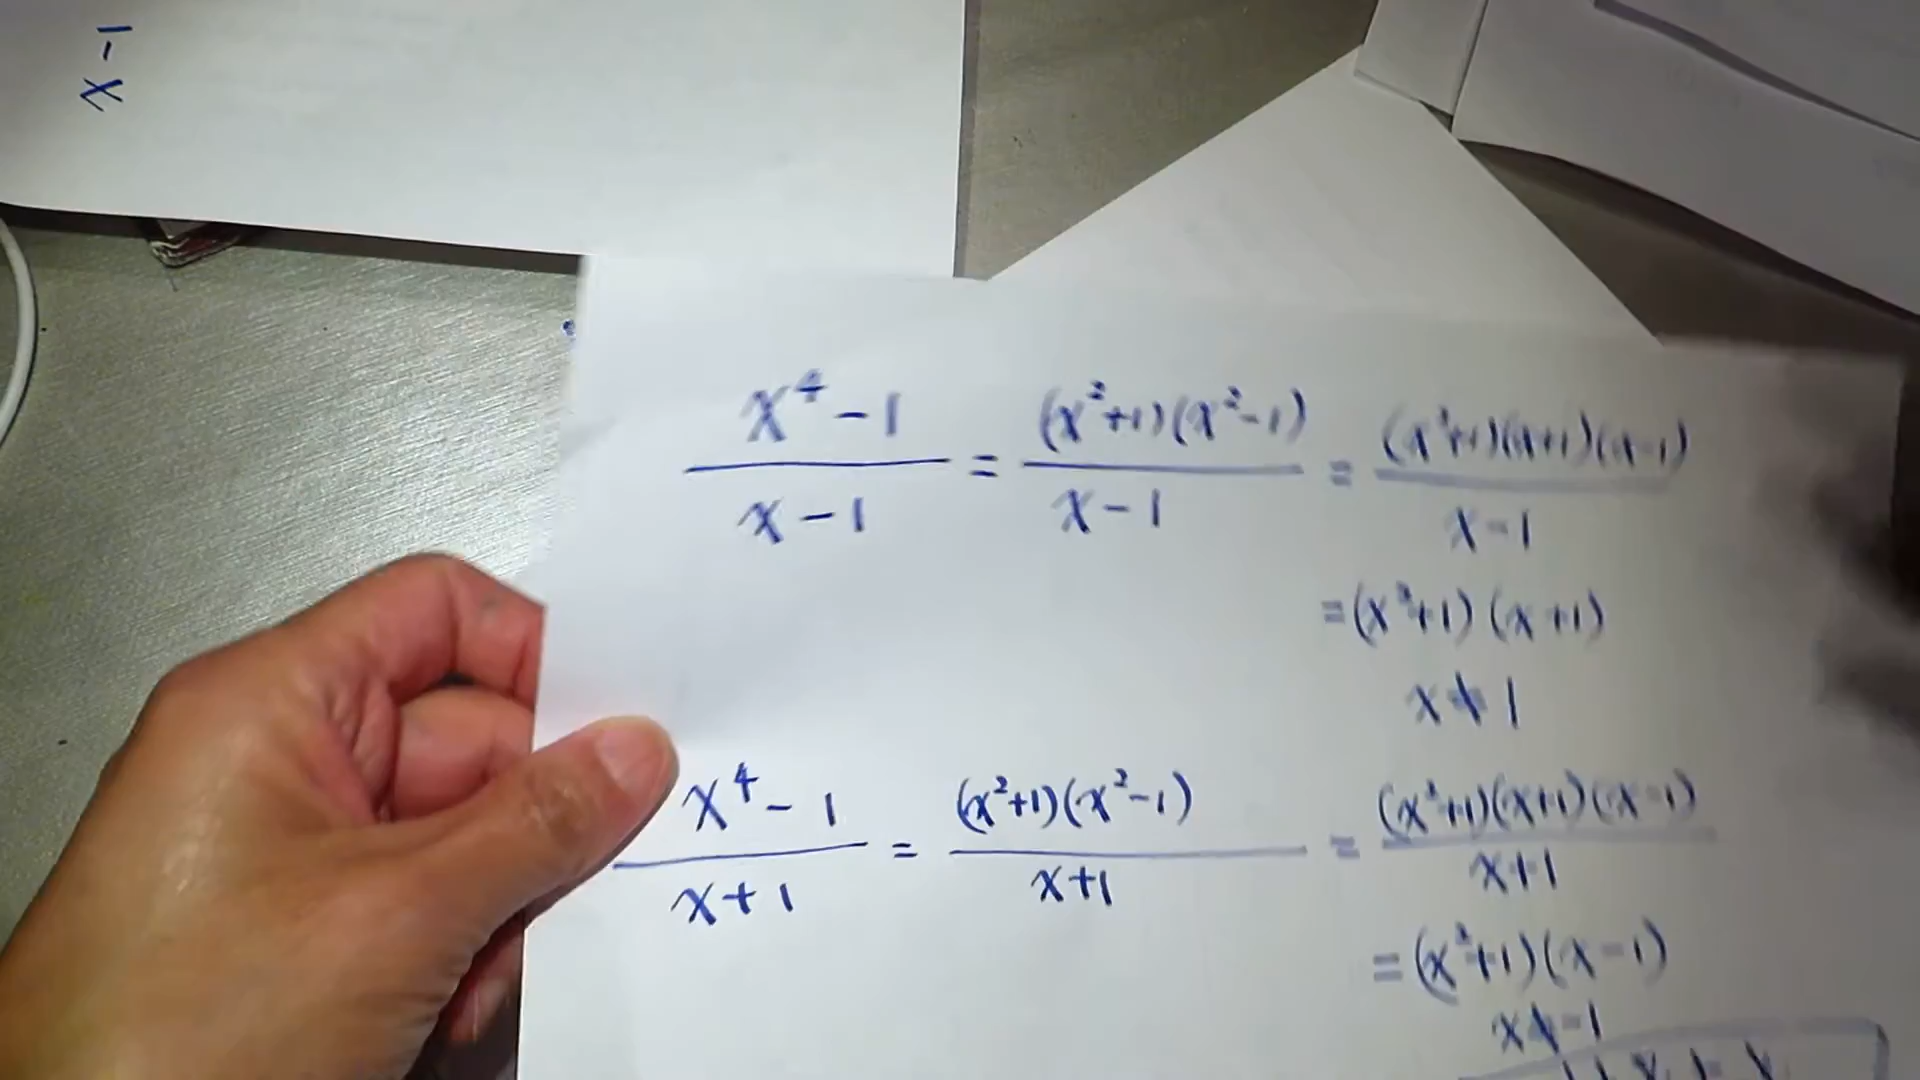 x-1
x⁴-1/x-1 = (x²+1)(x²-1)/x-1 = (x²+1)(x+1)(x-1)/x-1
=(x²+1)(x+1)
x≠1
x⁴-1/x+1 = (x²+1)(x²-1)/x+1 = (x²+1)(x+1)(x-1)/x+1
=(x²+1)(x-1)
x≠-1